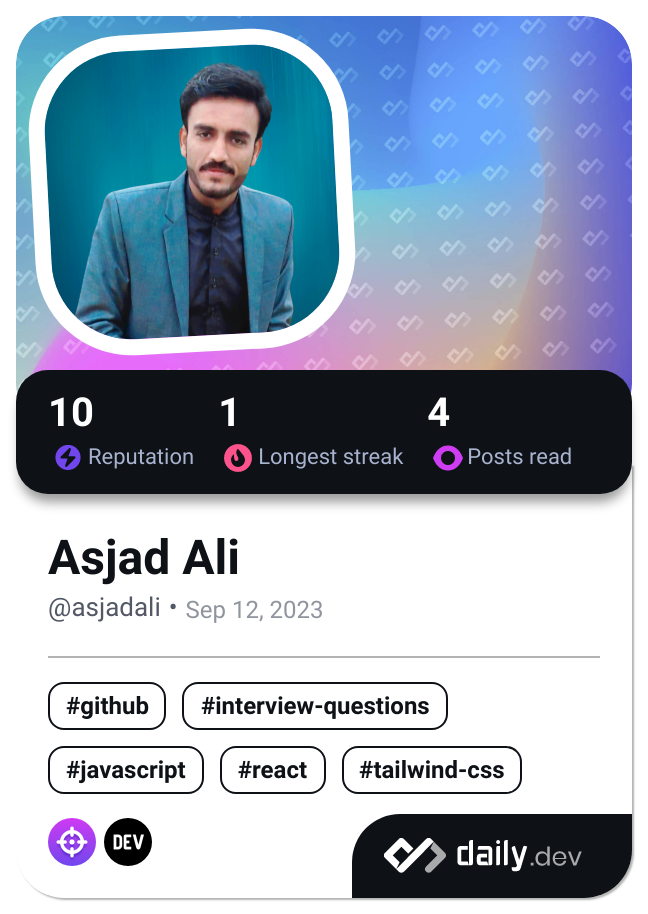 10 1 4
Reputation Longest streak Posts read
Asjad Ali
@asjadali • Sep 12, 2023
#github #interview-questions
#javascript #react #tailwind-css
DEV daily.dev